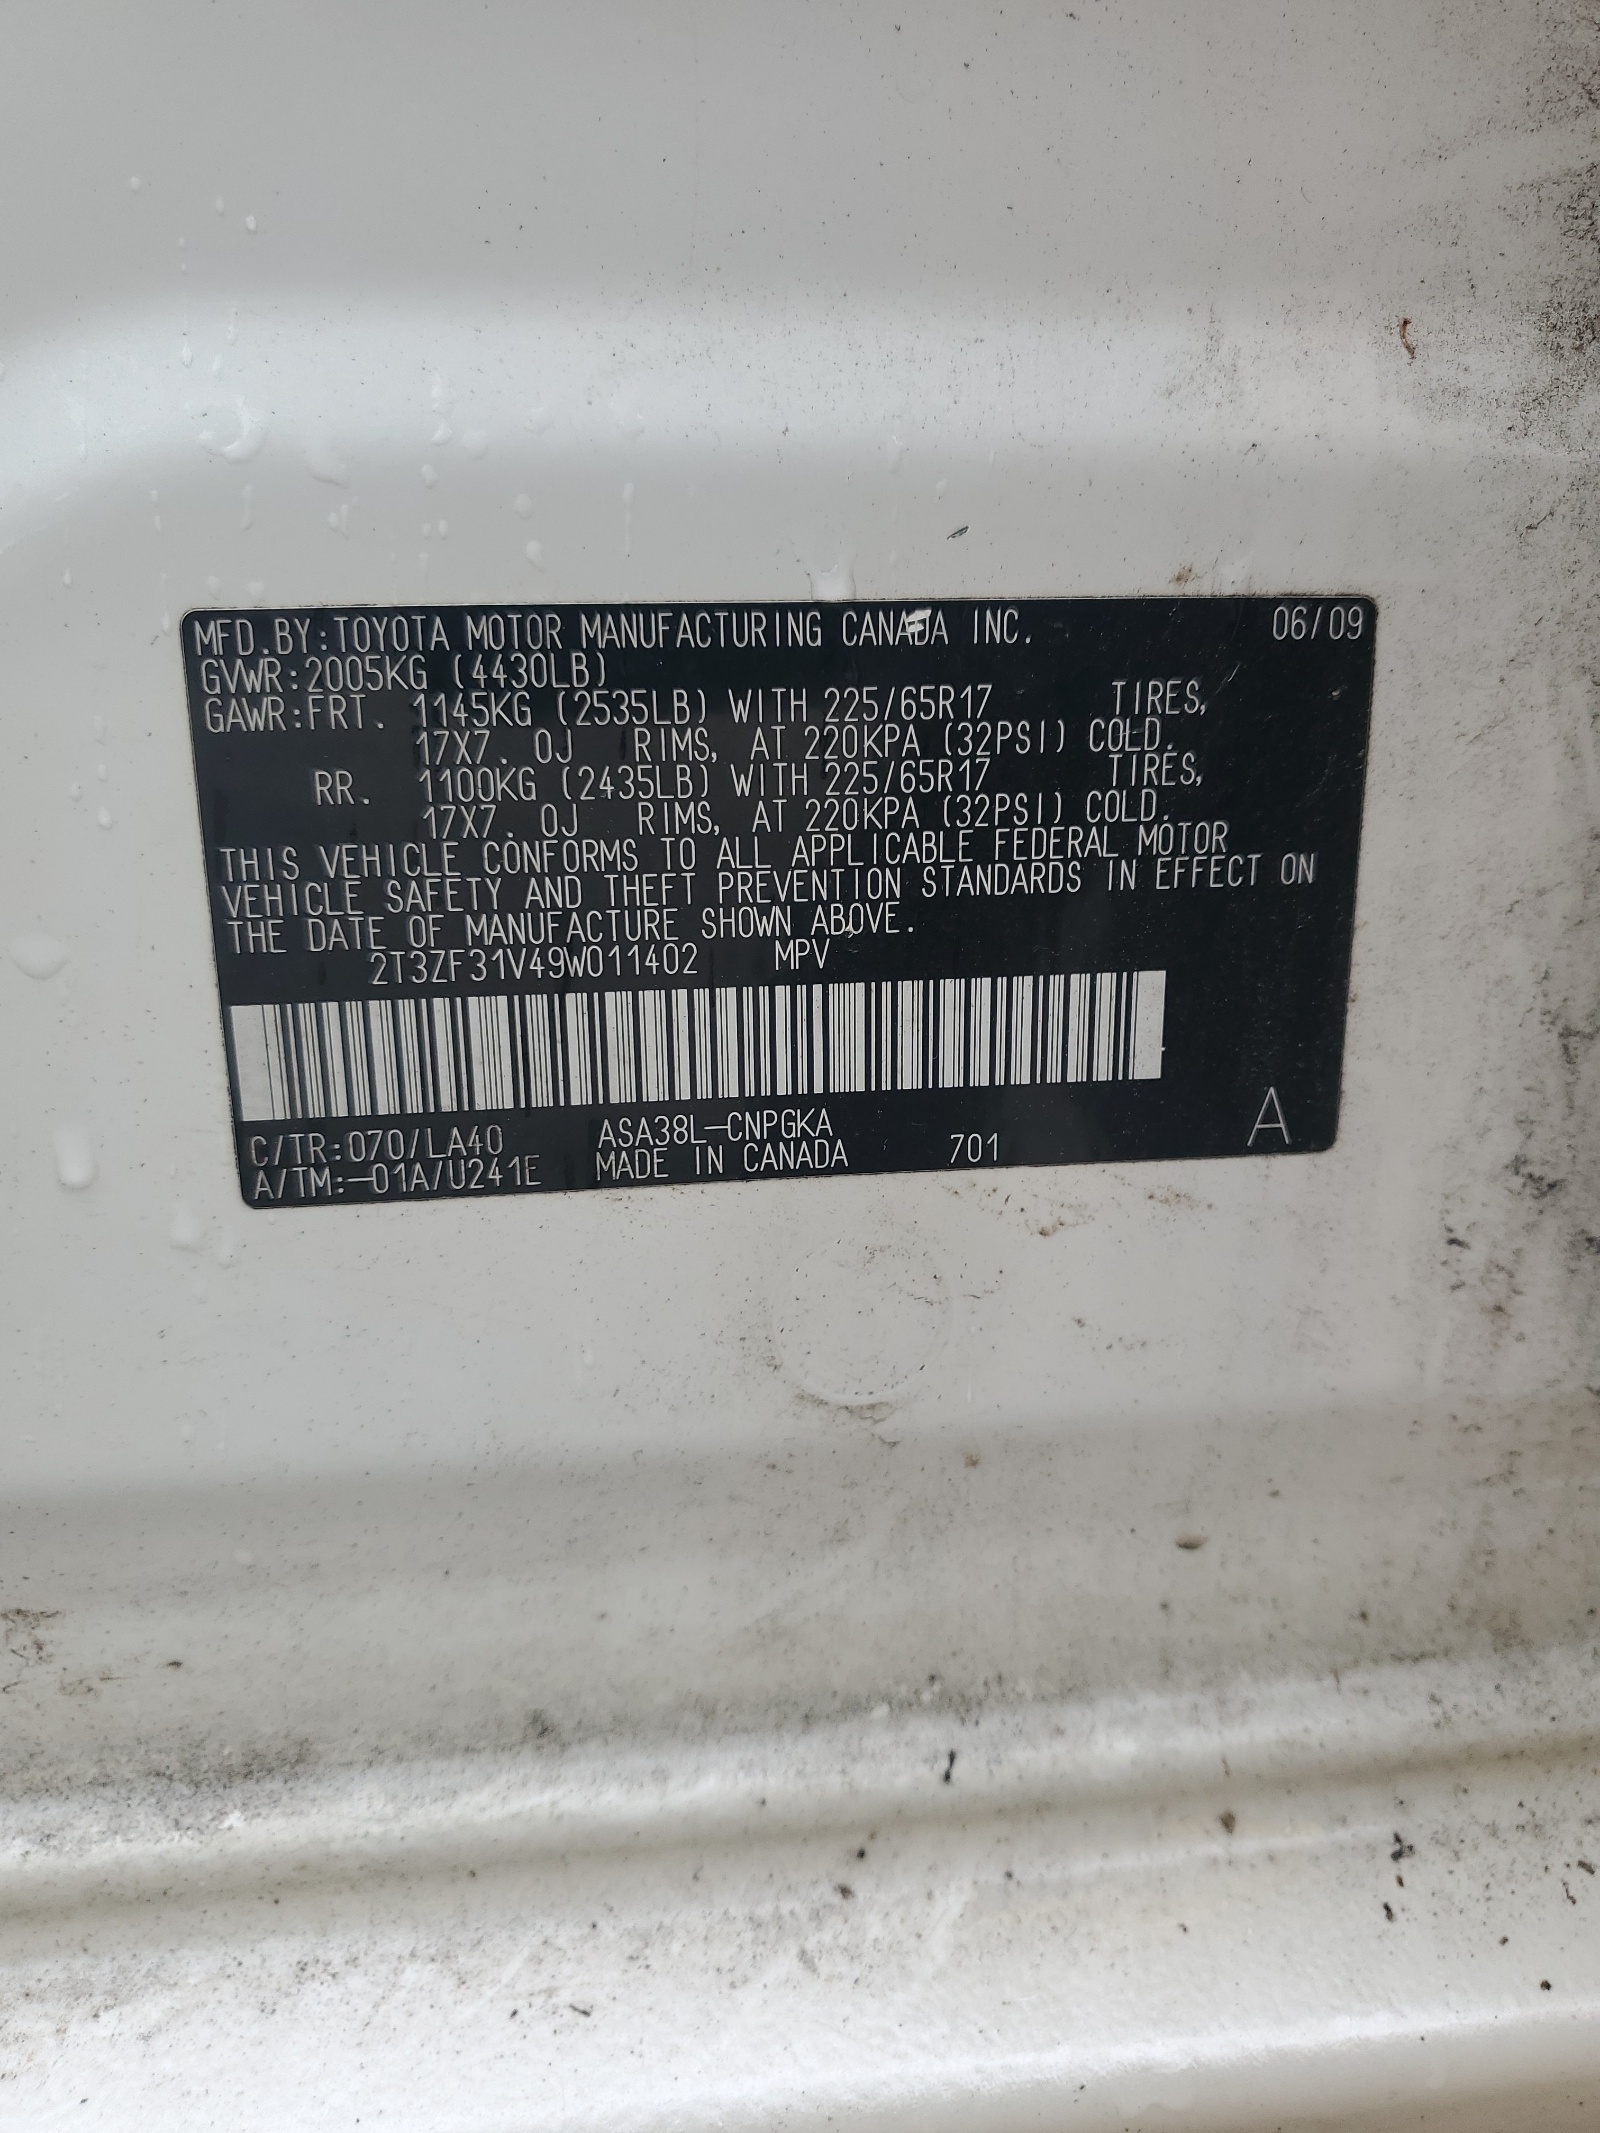 MFD.BY:TOYOTA MOTOR MANUFACTURING CANADA INC. 06/09
GVWR:2005KG (4430LB)
GAWR:FRT. 1145KG (2535LB) WITH 225/65R17 TIRES,
17X7.0J RIMS, AT 220KPA (32PSI) COLD.
RR. 1100KG (2435LB) WITH 225/65R17 TIRES,
17X7.0J RIMS, AT 220KPA (32PSI) COLD.
THIS VEHICLE CONFORMS TO ALL APPLICABLE FEDERAL MOTOR
VEHICLE SAFETY AND THEFT PREVENTION STANDARDS IN EFFECT ON
THE DATE OF MANUFACTURE SHOWN ABOVE.
2T3ZF31V49W011402 MPV
C/TR:070/LA40 ASA38L-CNPGKA
A/TM:-01A/U241E MADE IN CANADA 701 A